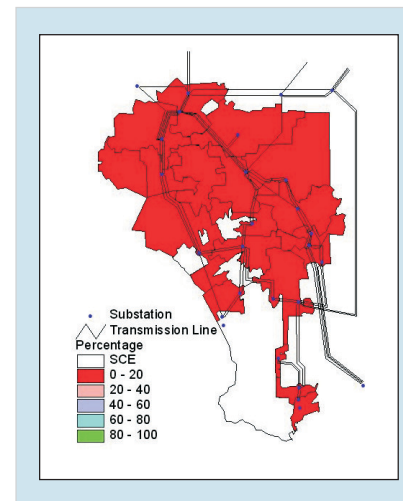 Substation
Transmission Line
Percentage
SCE
0 - 20
20 - 40
40 - 60
60 - 80
80 - 100